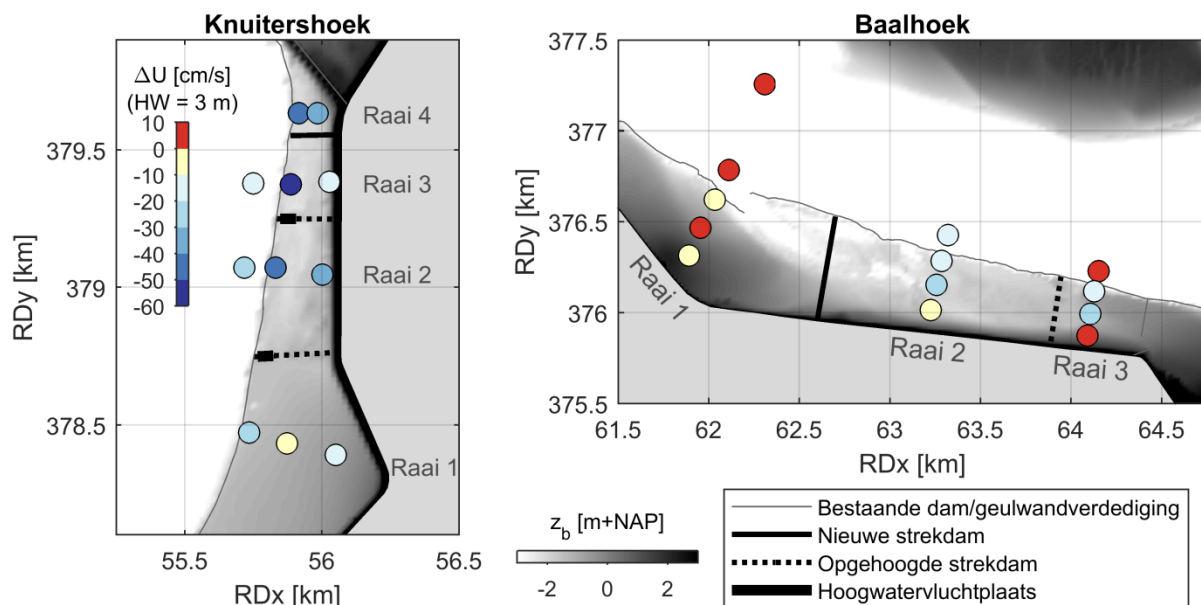 Knuitershoek
ΔU [cm/s]
(HW = 3 m)
10
0
-10
-20
-30
-40
-50
-60
Raai 4
Raai 3
Raai 2
Raai 1
379.5
379
378.5
RDy [km]
55.5
56
56.5
RDx [km]
Baalhoek
377.5
377
376.5
376
375.5
RDy [km]
Raai 1
Raai 2
Raai 3
61.5
62
62.5
63
63.5
64
64.5
RDx [km]
z_b [m+NAP]
-2
0
2
Bestaande dam/geulwandverdediging
Nieuwe strekdam
Opgehoogde strekdam
Hoogwatervluchtplaats